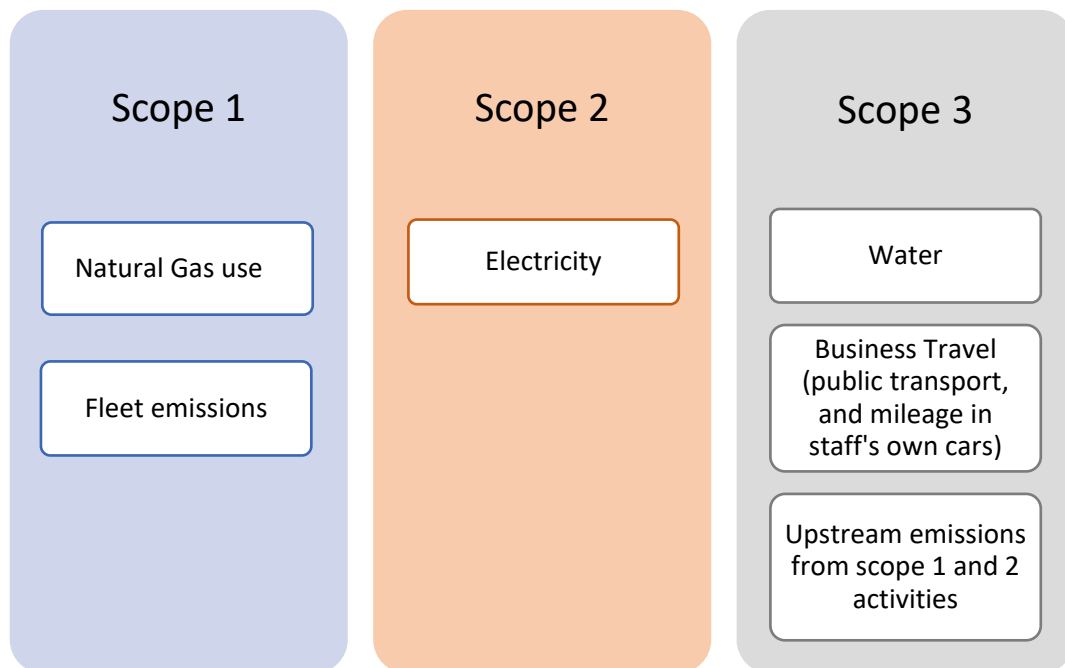 Scope 1
Natural Gas use
Fleet emissions
Scope 2
Electricity
Scope 3
Water
Business Travel
(public transport,
and mileage in
staff's own cars)
Upstream emissions
from scope 1 and 2
activities